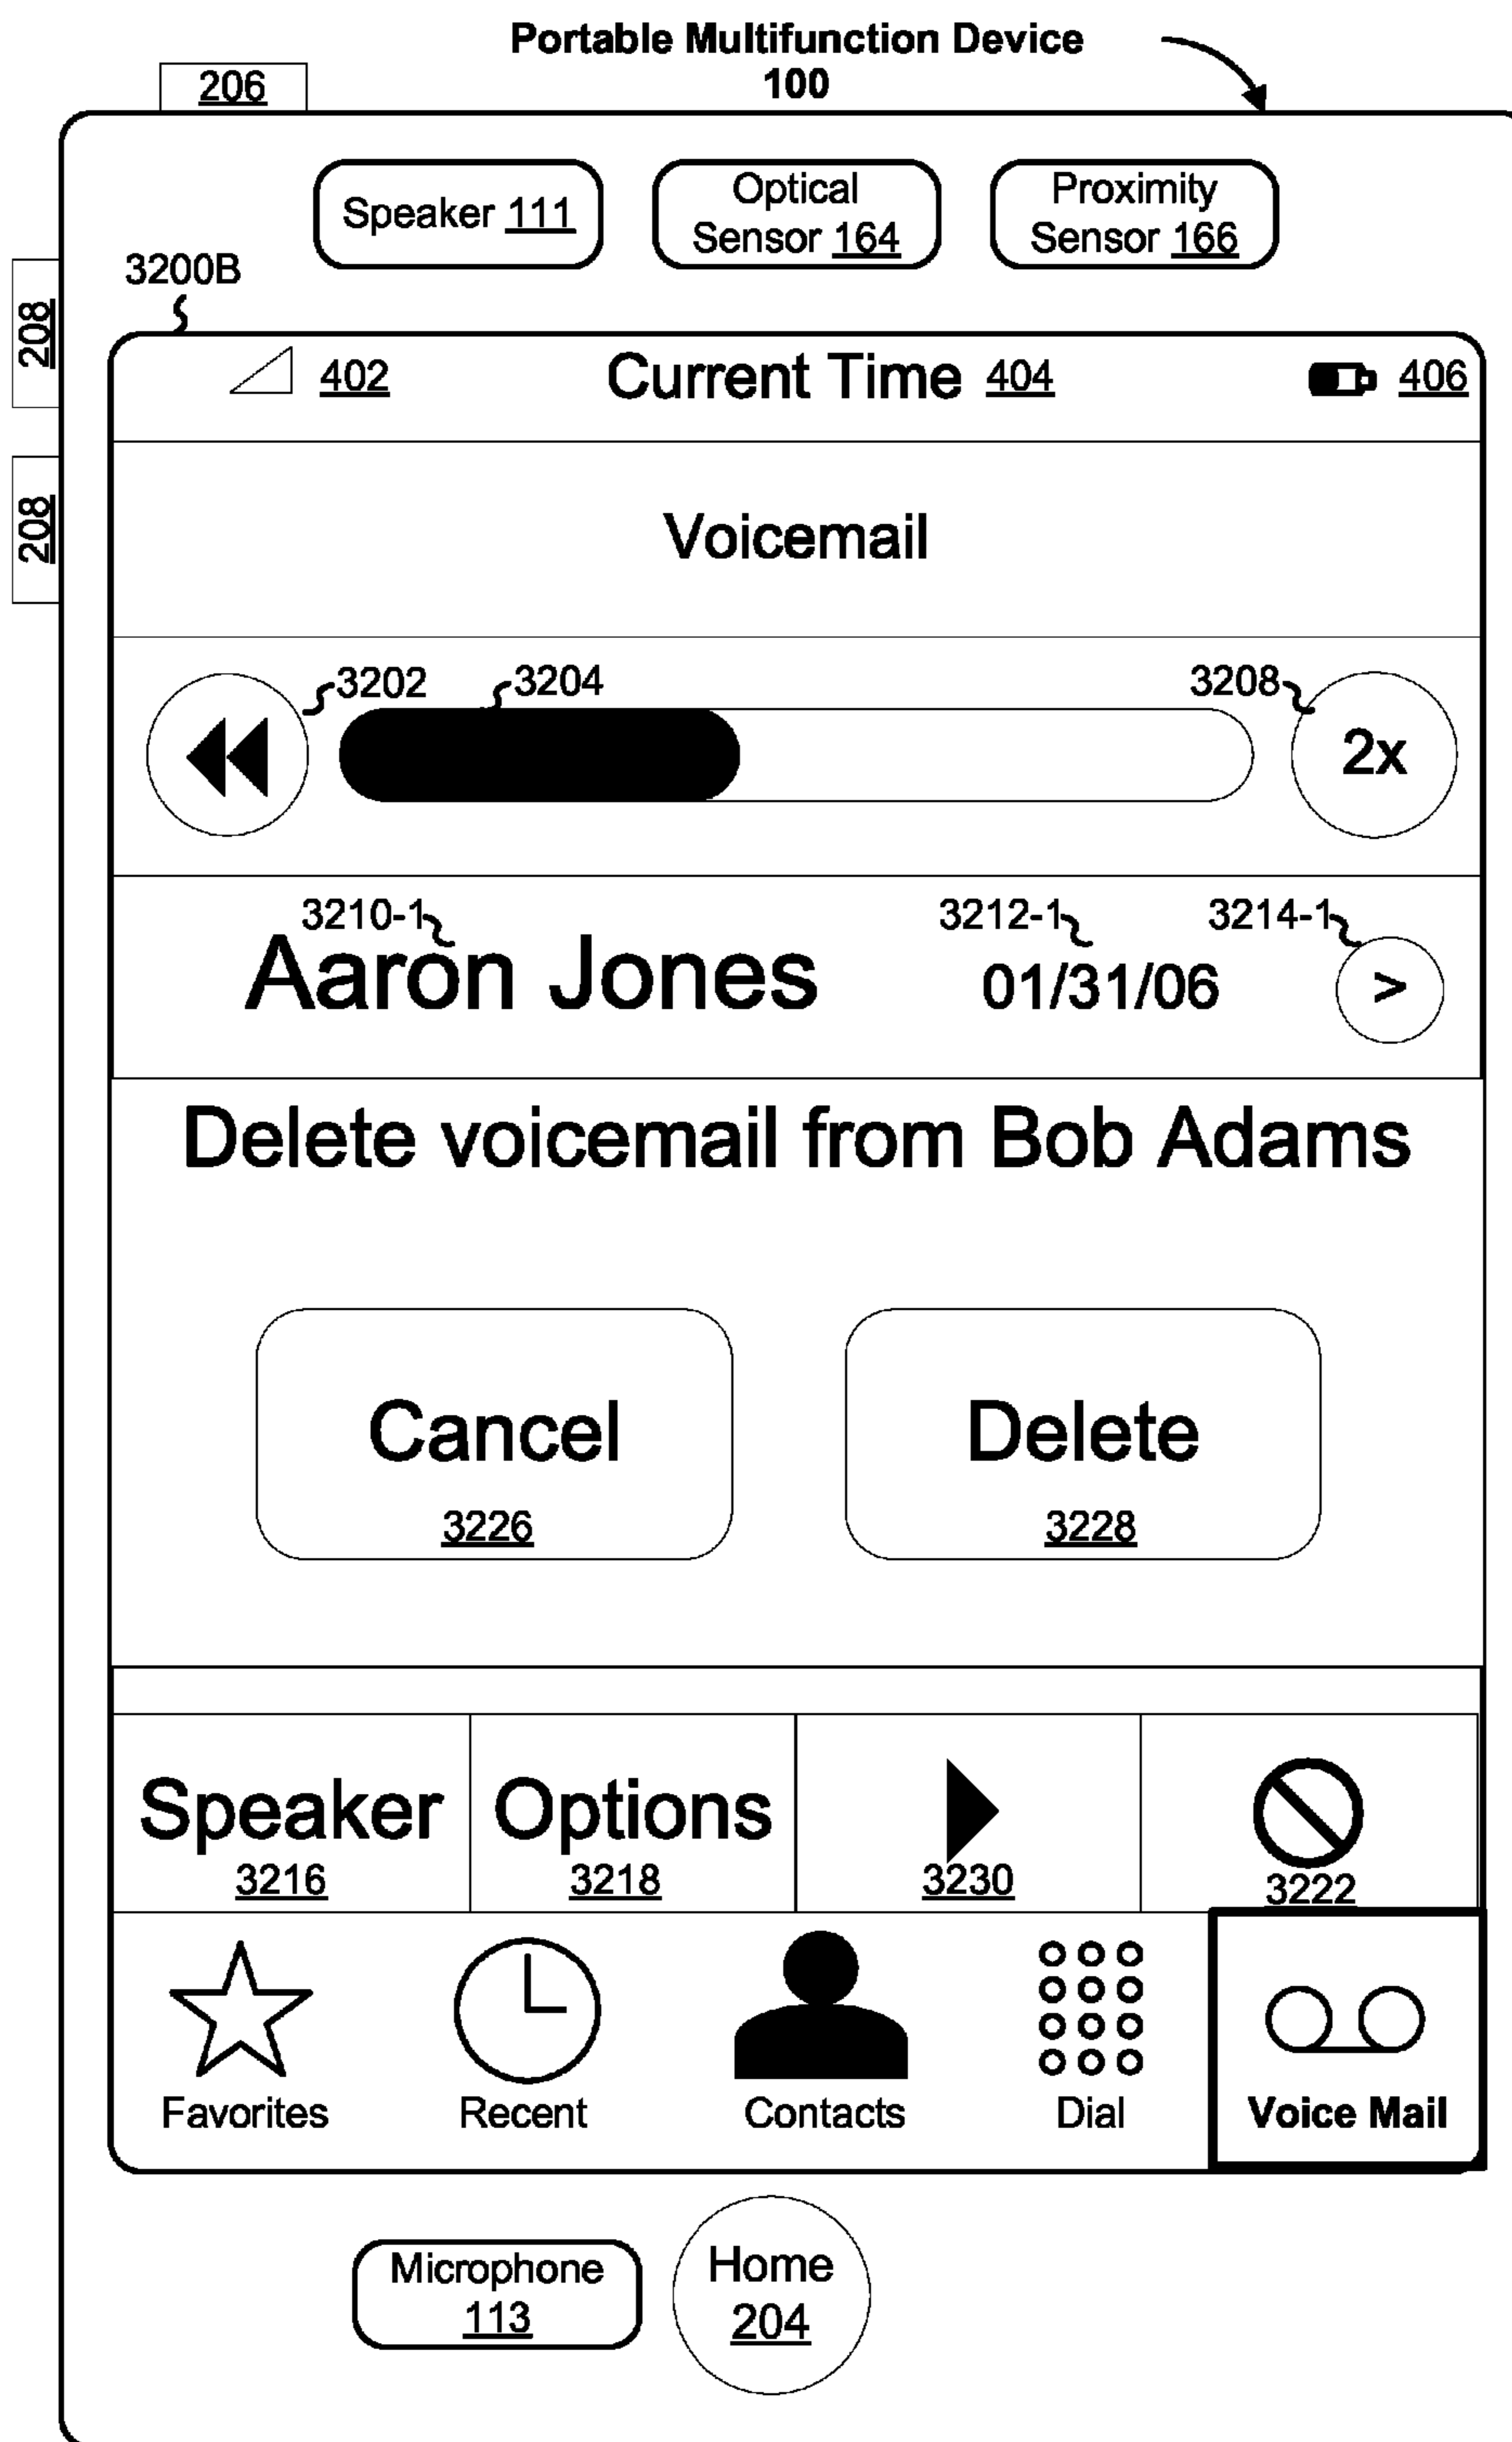 Portable Multifunction Device
100
206
Speaker 111
Optical
Sensor 164
Proximity
Sensor 166
3200B
208
208
402 Current Time 404 406
Voicemail
3202 3204 3208
2x
3210-1 3212-1 3214-1
Aaron Jones 01/31/06 >
Delete voicemail from Bob Adams
Cancel Delete
3226 3228
Speaker Options
3216 3218 3230 3222
Favorites Recent Contacts Dial Voice Mail
Microphone
113
Home
204